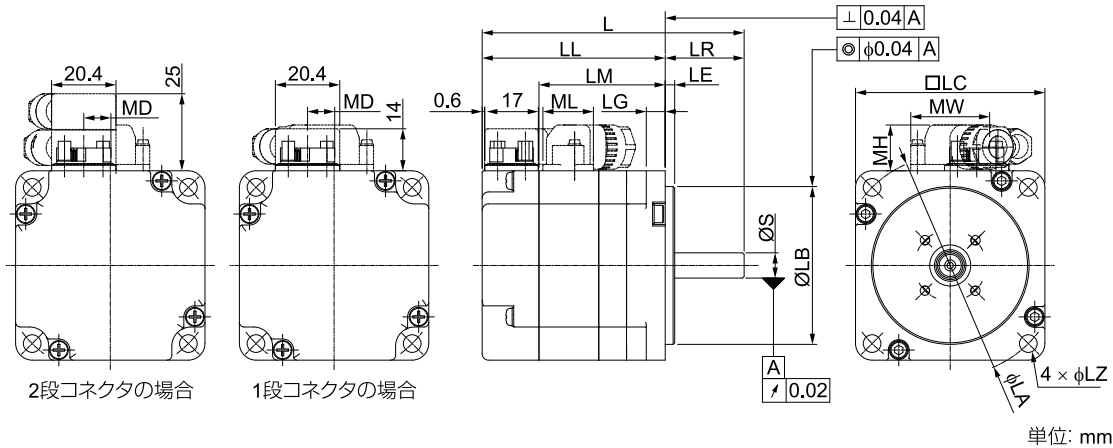 20.4
25
MD
2段コネクタの場合
20.4
MD
14
1段コネクタの場合
L
LL
LR
LM
LE
0.6
17
ML
LG
ØS
ØLB
⊥ 0.04 A
◎ ϕ0.04 A
A
↗ 0.02
□LC
MW
MH
4 × ϕLZ
ϕLA
単位: mm